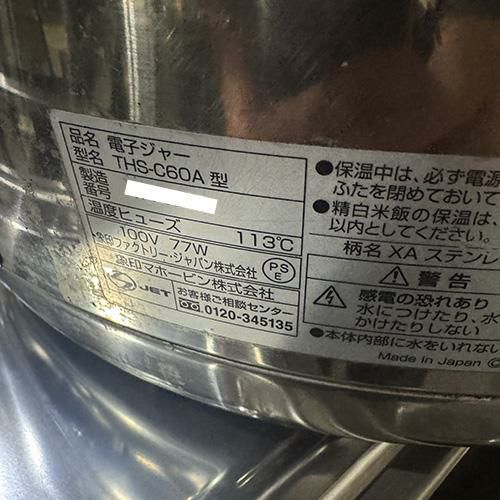 品名 電子ジャー
型名 THS-C60A 型
製造
番号
温度ヒューズ 113℃
100V 77W
象印ファクトリー・ジャパン株式会社
PS
E
象印マホービン株式会社
JET お客様ご相談センター
0120-345135
●保温中は、必ず電源
ふたを閉めておいて
●精白米飯の保温は、
以内としてください。
柄名 XA ステンレ
警告
感電の恐れあり
水につけたり、水
かけたりしない
●本体内部に水をいれない
Made in Japan